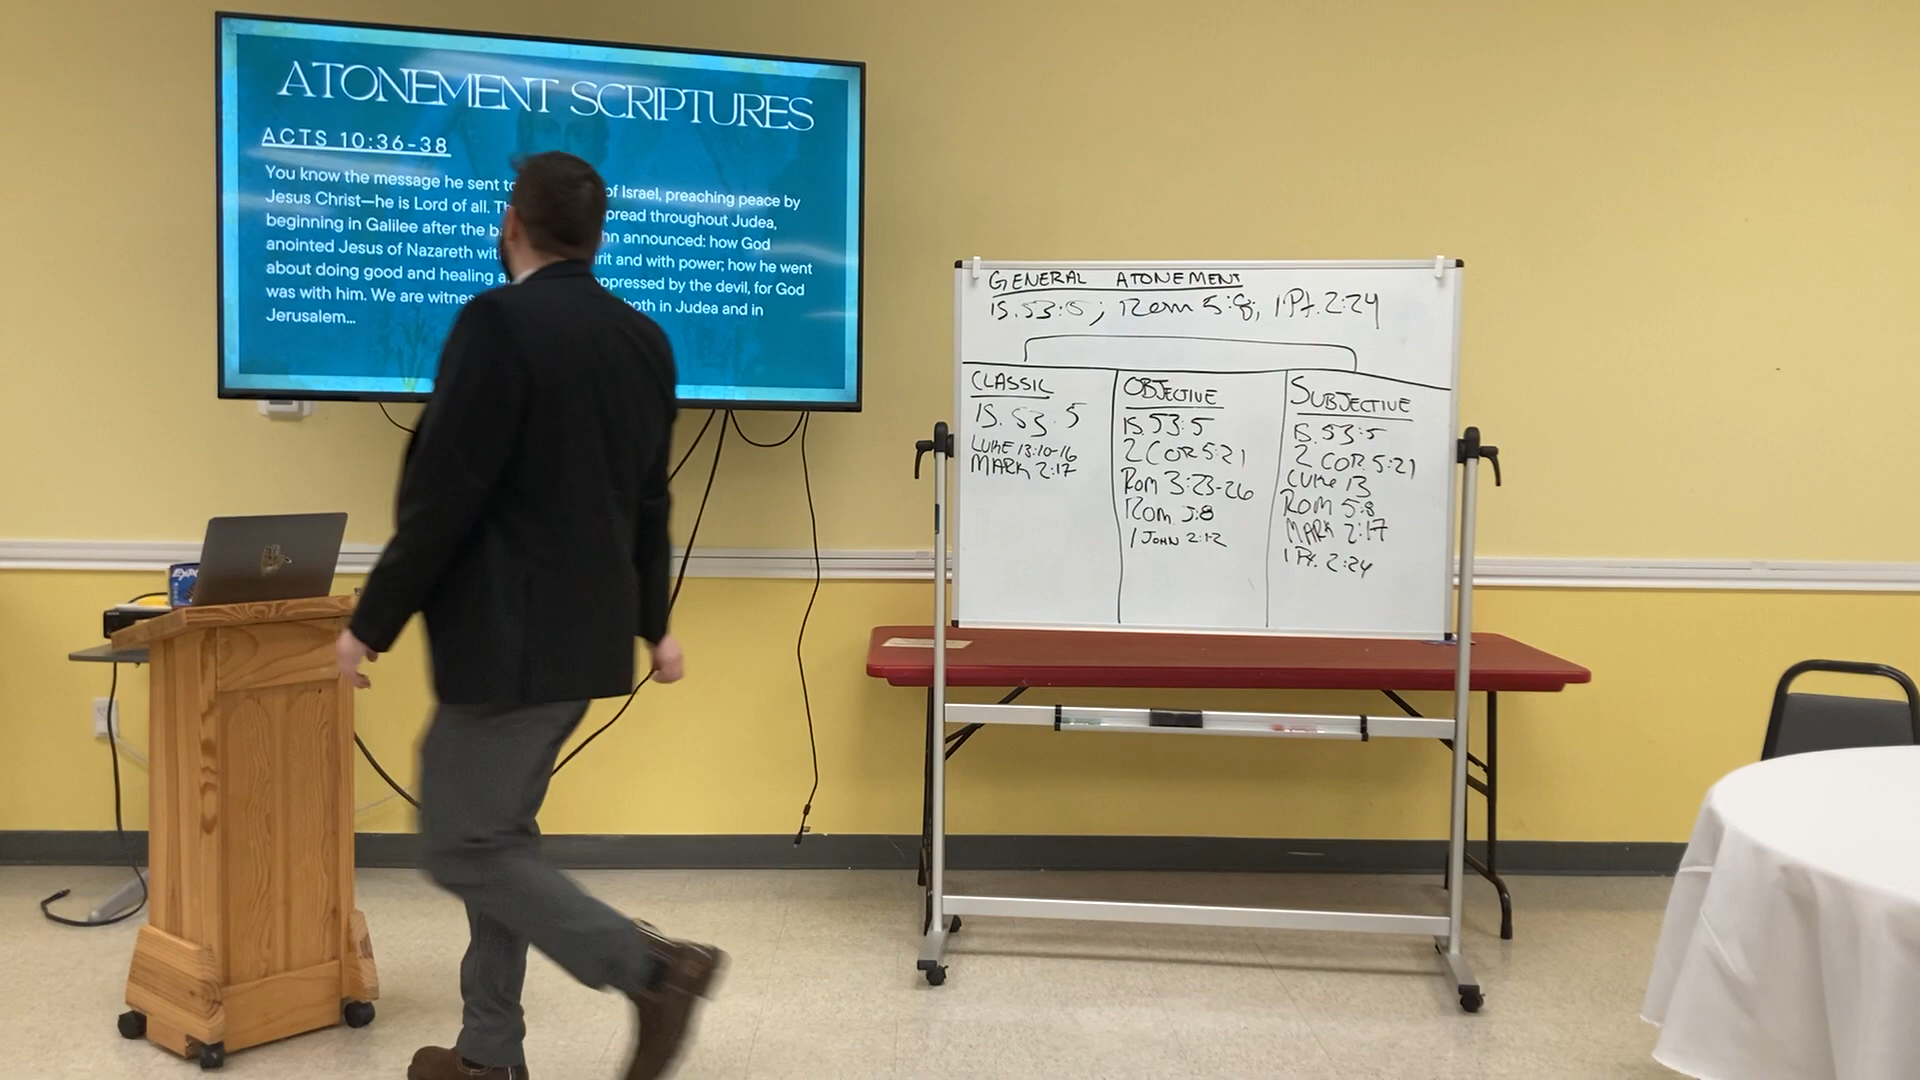 ATONEMENT SCRIPTURES
ACTS 10:36-38
You know the message he sent to of Israel, preaching peace by
Jesus Christ—he is Lord of all. Th pread throughout Judea,
beginning in Galilee after the b hn announced: how God
anointed Jesus of Nazareth wit irit and with power; how he went
about doing good and healing a oppressed by the devil, for God
was with him. We are witnes both in Judea and in
Jerusalem...
EXPO
GENERAL ATONEMENT
IS. 53:5; Rom 5:8; 1 Pt. 2:24
CLASSIC
IS. 53:5
LUKE 13:10-16
MARK 2:17
OBJECTIVE
IS. 53:5
2 COR 5:21
Rom 3:23-26
Rom 5:8
1 JOHN 2:1-2
SUBJECTIVE
IS. 53:5
2 COR. 5:21
LUKE 13
ROM 5:8
MARK 2:17
1 Pt. 2:24